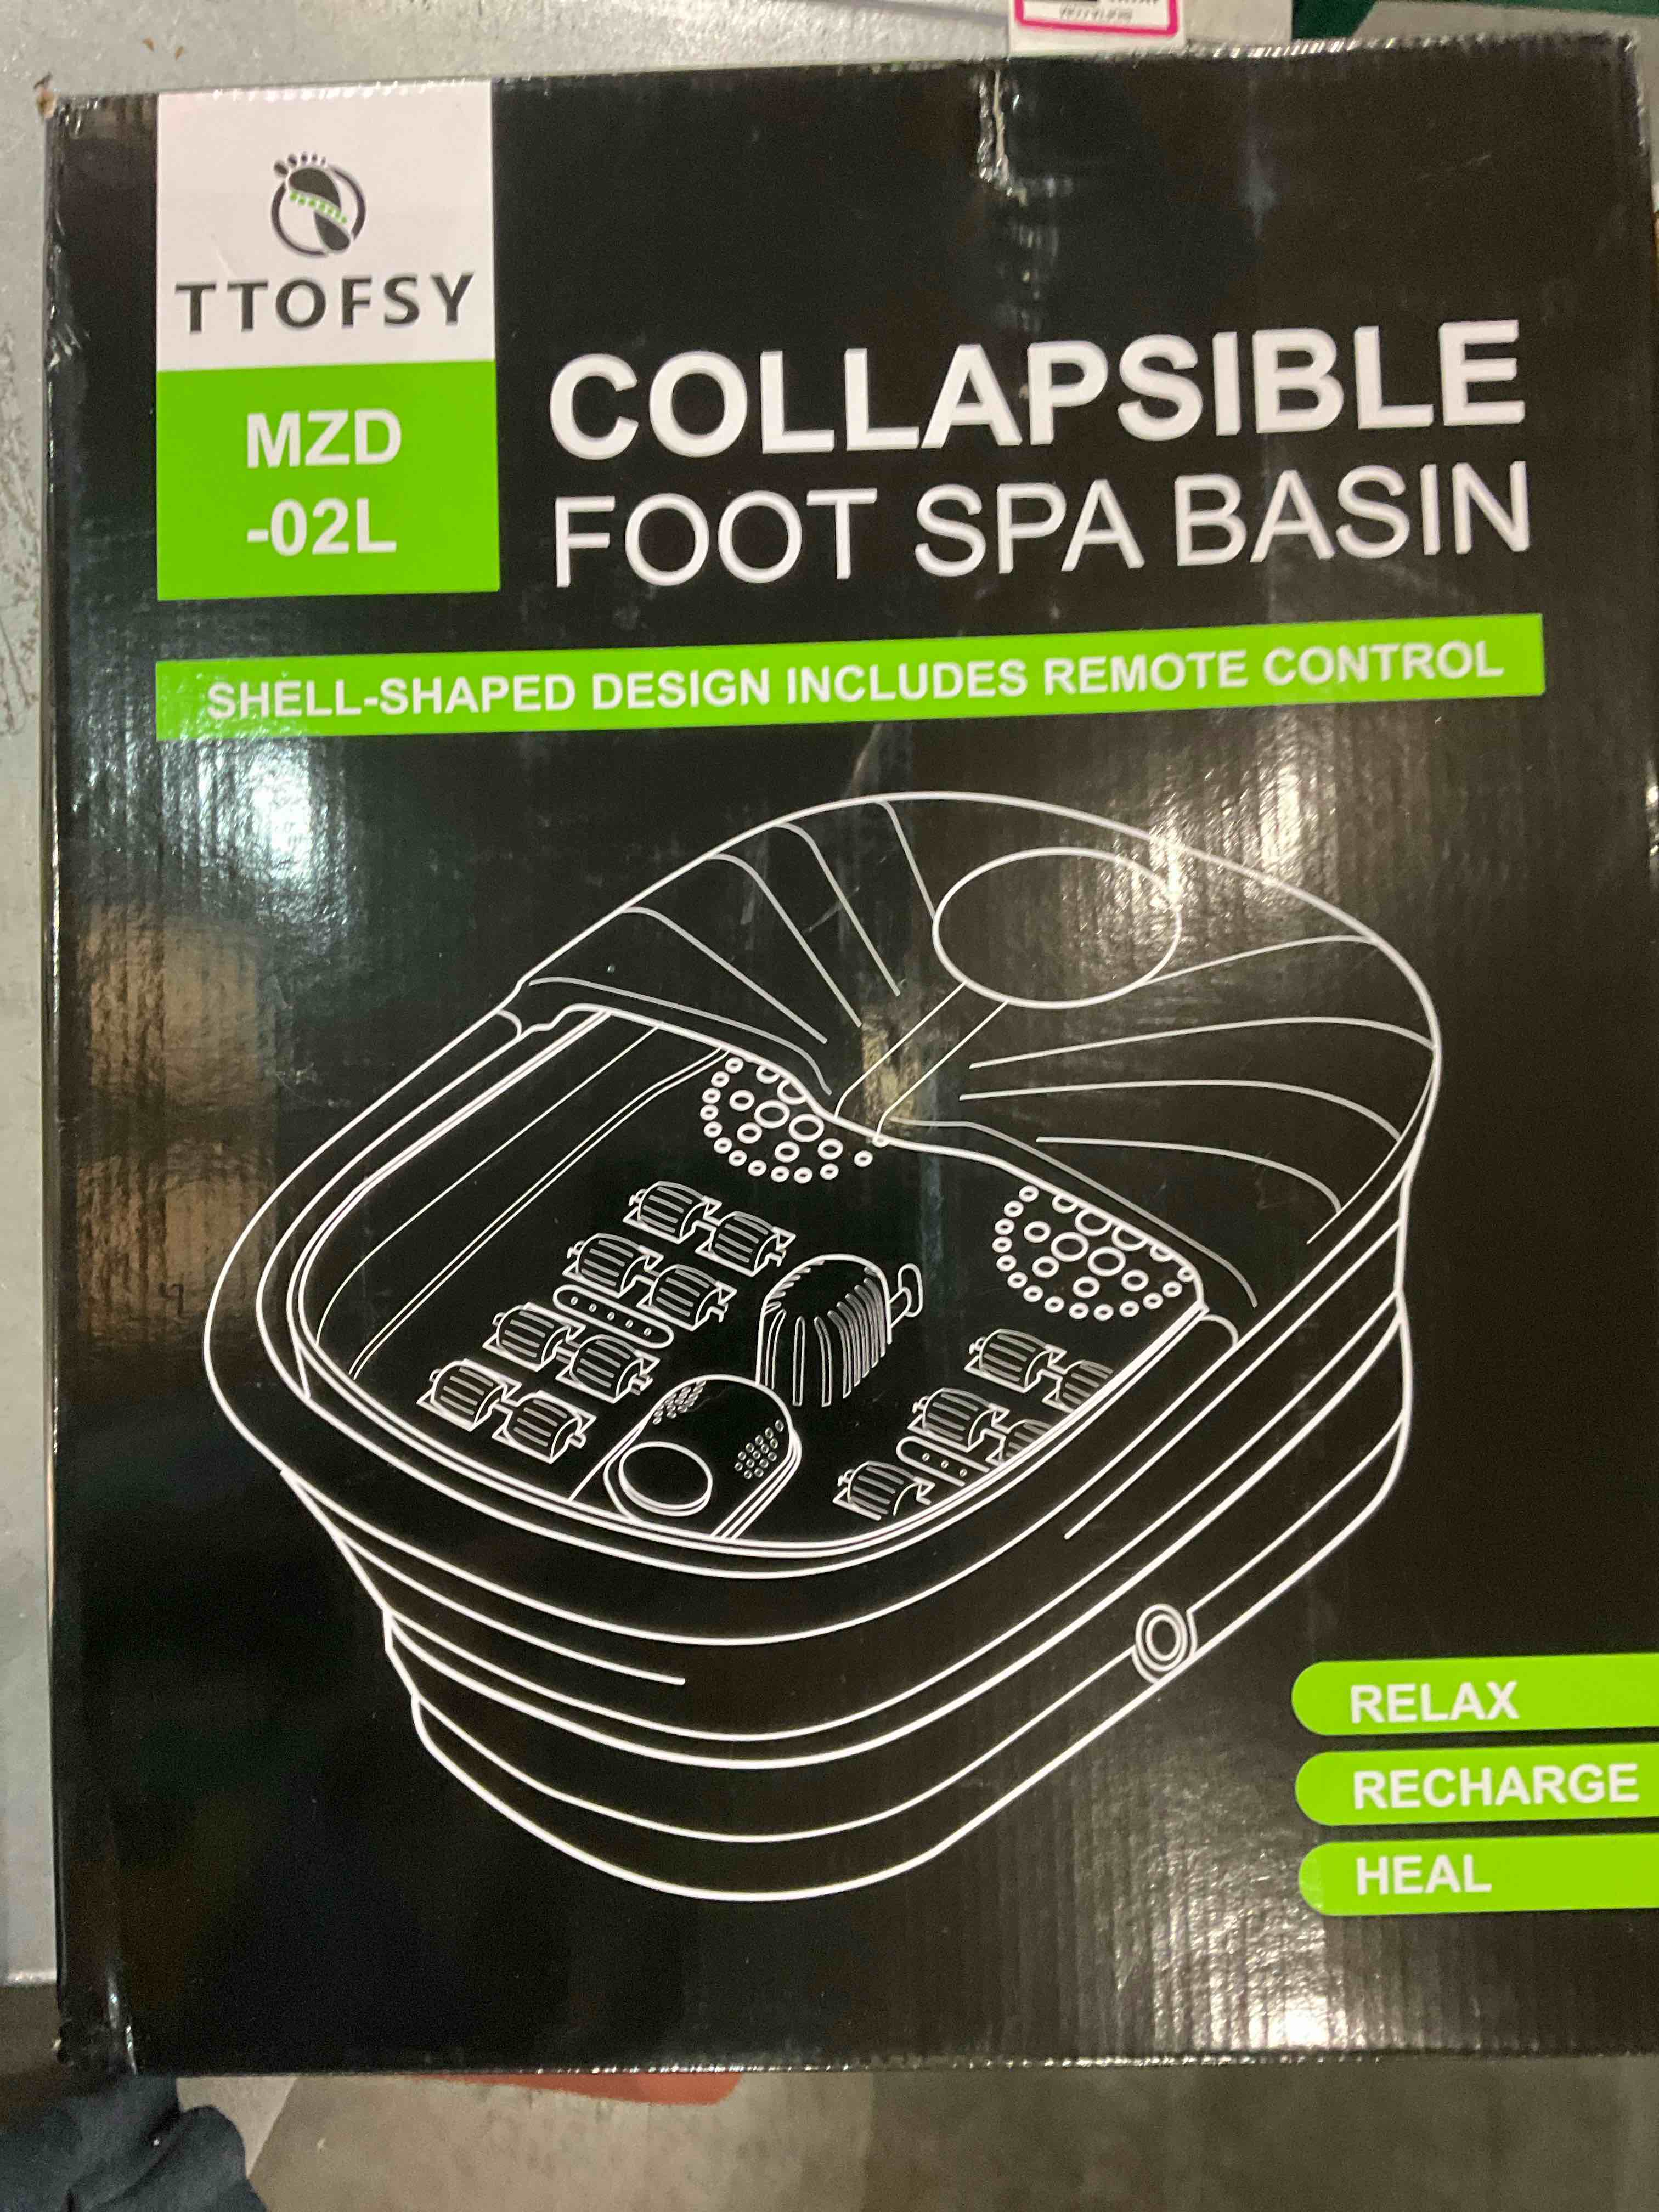 TTOFSY
MZD
-02L
COLLAPSIBLE
FOOT SPA BASIN
SHELL-SHAPED DESIGN INCLUDES REMOTE CONTROL
RELAX
RECHARGE
HEAL